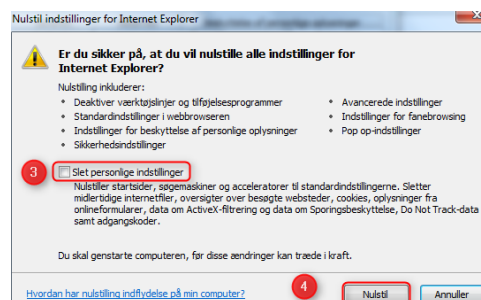 Nulstil indstillinger for Internet Explorer
Er du sikker på, at du vil nulstille alle indstillinger for
Internet Explorer?
Nulstilling inkluderer:
• Deaktiver værktøjslinjer og tilføjelsesprogrammer
• Standardindstillinger i webbrowseren
• Indstillinger for beskyttelse af personlige oplysninger
• Sikkerhedsindstillinger
• Avancerede indstillinger
• Indstillinger for fanebrowsing
• Pop op-indstillinger
3
Slet personlige indstillinger
Nulstiller startsider, søgemaskiner og acceleratorer til
standardindstillingerne. Sletter
midlertidige internetfiler, oversigter over besøgte websteder, cookies, oplysninger fra
onlineformularer, data om ActiveX-filtrering og data om Sporingsbeskyttelse, Do Not Track-data
samt adgangskoder.
Du skal genstarte computeren, før disse ændringer kan træde i kraft.
Hvordan har nulstilling indflydelse på min computer?
4
Nulstil
Annuller